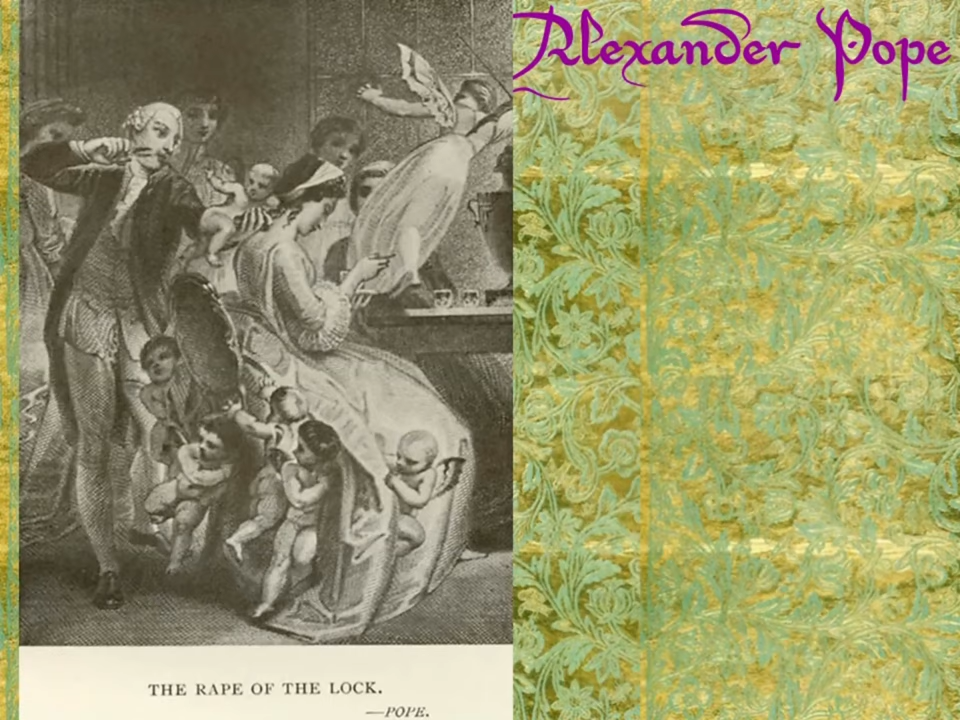 Alexander Pope
THE RAPE OF THE LOCK.
—POPE.